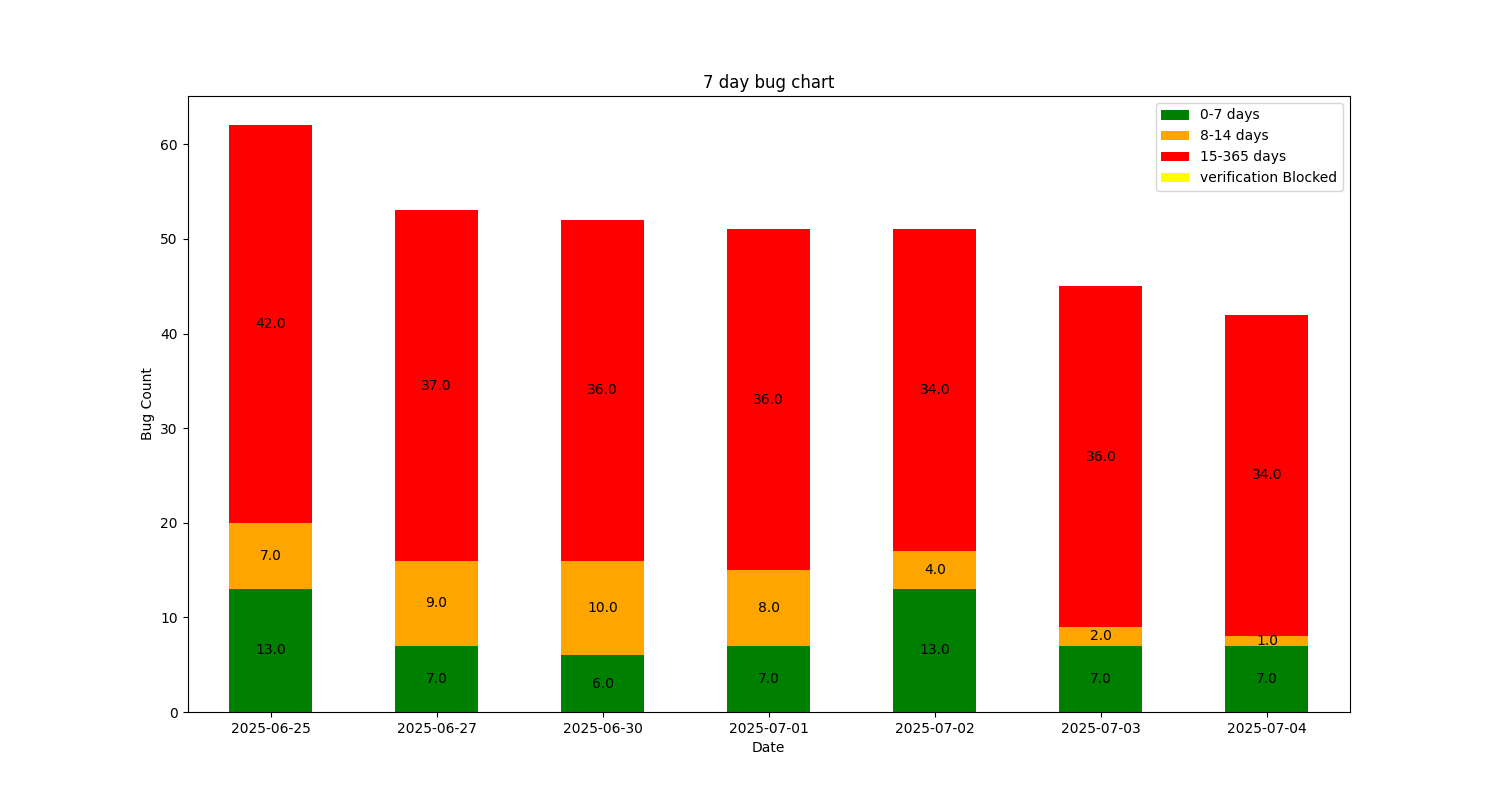 7 day bug chart
0-7 days
8-14 days
15-365 days
verification Blocked
Bug Count
60
50
40
30
20
10
0
42.0 37.0 36.0 36.0 34.0 36.0 34.0
7.0 9.0 10.0 8.0 4.0 2.0 1.0
13.0 7.0 6.0 7.0 13.0 7.0 7.0
2025-06-25 2025-06-27 2025-06-30 2025-07-01 2025-07-02 2025-07-03 2025-07-04
Date